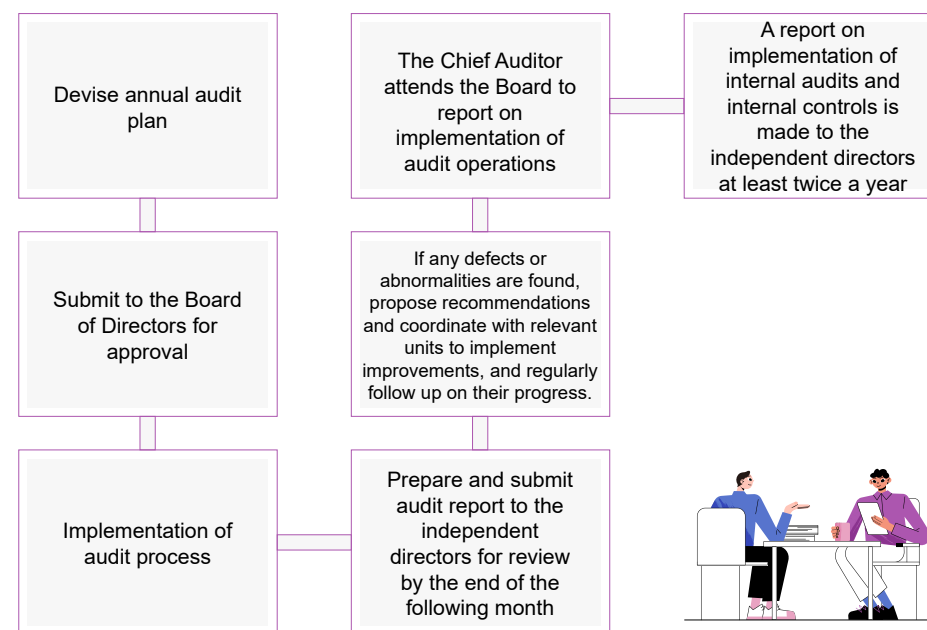 Devise annual audit
plan
Submit to the Board
of Directors for
approval
Implementation of
audit process
Prepare and submit
audit report to the
independent
directors for review
by the end of the
following month
If any defects or
abnormalities are found,
propose recommendations
and coordinate with relevant
units to implement
improvements, and regularly
follow up on their progress.
The Chief Auditor
attends the Board to
report on
implementation of
audit operations
A report on
implementation of
internal audits and
internal controls is
made to the
independent directors
at least twice a year